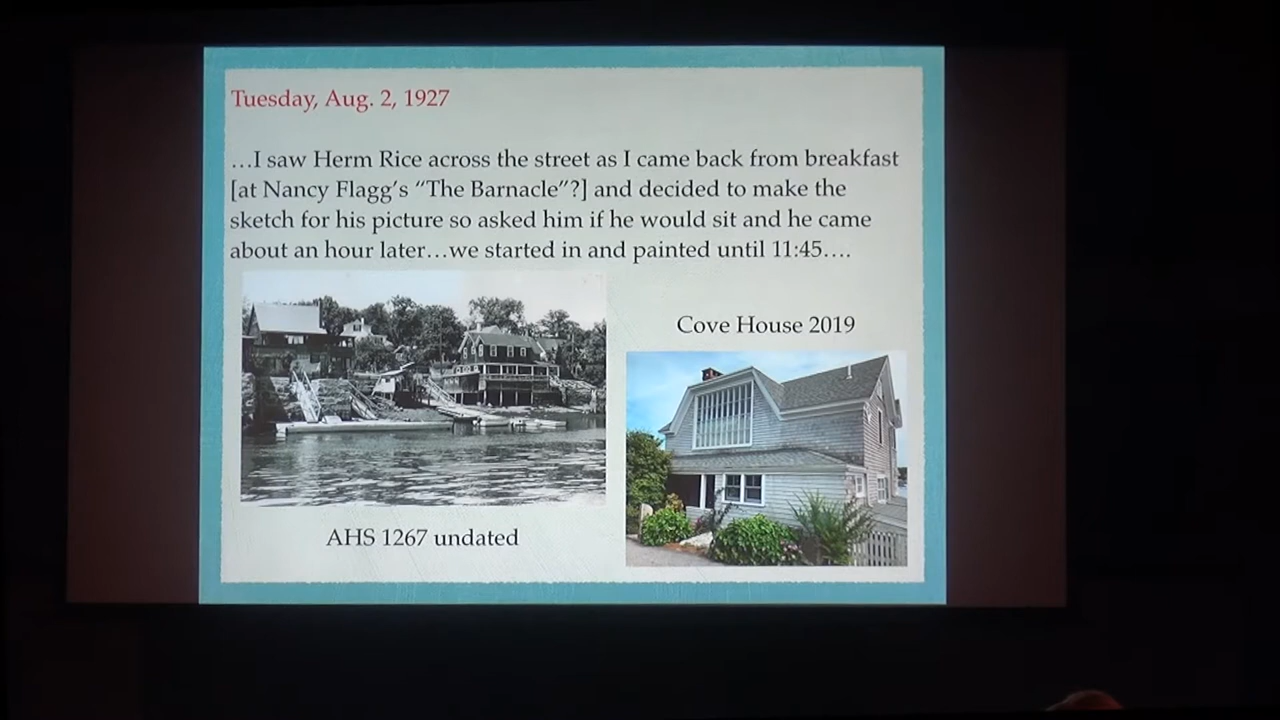 Tuesday, Aug. 2, 1927
…I saw Herm Rice across the street as I came back from breakfast
[at Nancy Flagg’s “The Barnacle”?] and decided to make the
sketch for his picture so asked him if he would sit and he came
about an hour later…we started in and painted until 11:45….
Cove House 2019
AHS 1267 undated